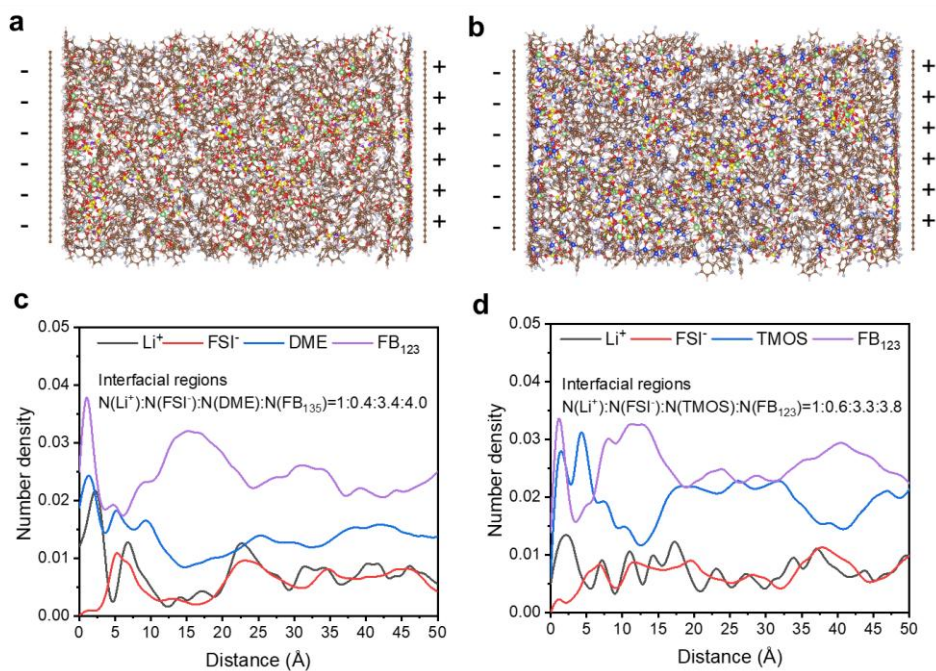 a
b
- +
- +
- +
- +
- +
- +
- +
- +
- +
- +
- +
- +
c
Li⁺ FSI⁻ DME FB₁₂₃
Interfacial regions
N(Li⁺):N(FSI⁻):N(DME):N(FB₁₃₅)=1:0.4:3.4:4.0
Number density
0.05
0.04
0.03
0.02
0.01
0.00
0 5 10 15 20 25 30 35 40 45 50
Distance (Å)
d
Li⁺ FSI⁻ TMOS FB₁₂₃
Interfacial regions
N(Li⁺):N(FSI⁻):N(TMOS):N(FB₁₂₃)=1:0.6:3.3:3.8
Number density
0.05
0.04
0.03
0.02
0.01
0.00
0 5 10 15 20 25 30 35 40 45 50
Distance (Å)